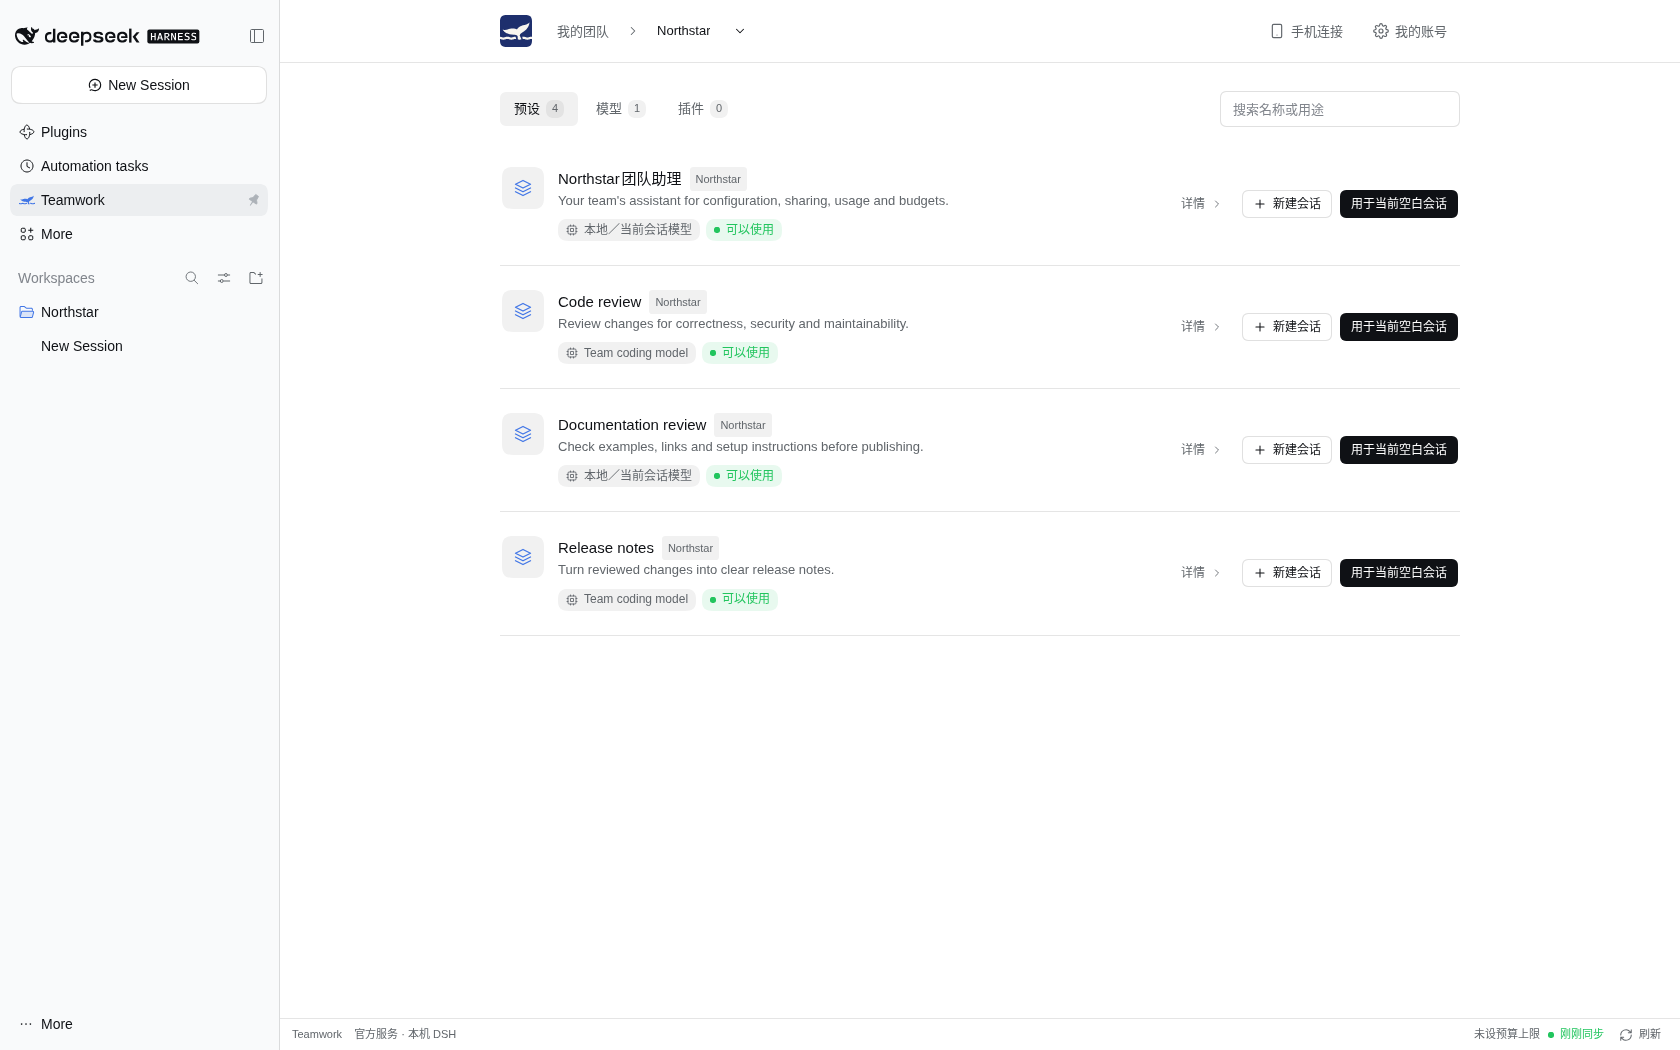 deepseek HARNESS
New Session
Plugins
Automation tasks
Teamwork
More
Workspaces
Northstar
New Session
More
我的团队 Northstar
手机连接 我的账号
预设 4 模型 1 插件 0
搜索名称或用途
Northstar团队助理 Northstar
Your team's assistant for configuration, sharing, usage and budgets.
本地／当前会话模型 可以使用
详情 新建会话 用于当前空白会话
Code review Northstar
Review changes for correctness, security and maintainability.
Team coding model 可以使用
详情 新建会话 用于当前空白会话
Documentation review Northstar
Check examples, links and setup instructions before publishing.
本地／当前会话模型 可以使用
详情 新建会话 用于当前空白会话
Release notes Northstar
Turn reviewed changes into clear release notes.
Team coding model 可以使用
详情 新建会话 用于当前空白会话
Teamwork 官方服务 · 本机 DSH
未设预算上限 刚刚同步 刷新